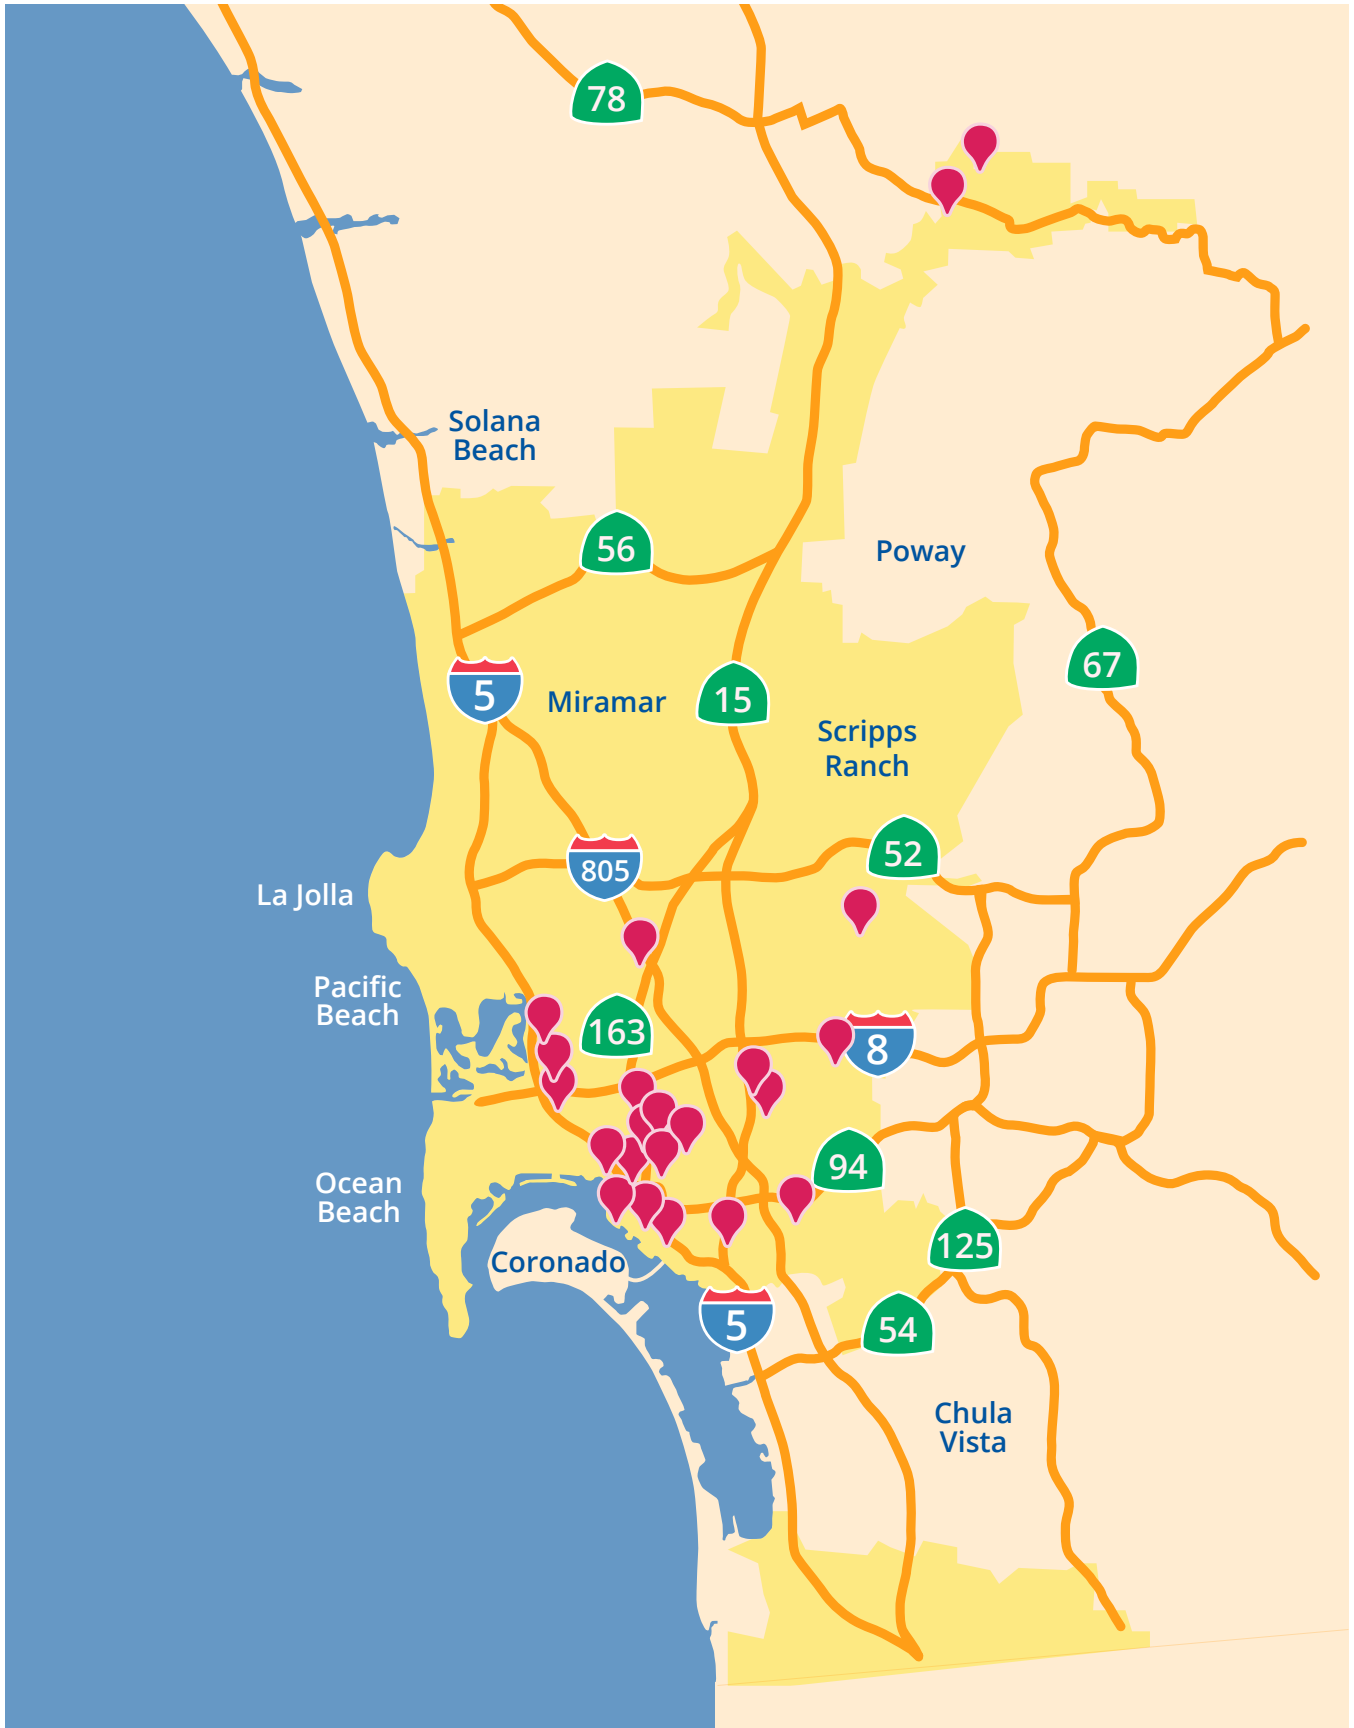 78
Solana
Beach
56
Poway
67
5
Miramar
15
Scripps
Ranch
52
805
La Jolla
Pacific
Beach
163
8
94
Ocean
Beach
125
Coronado
5
54
Chula
Vista